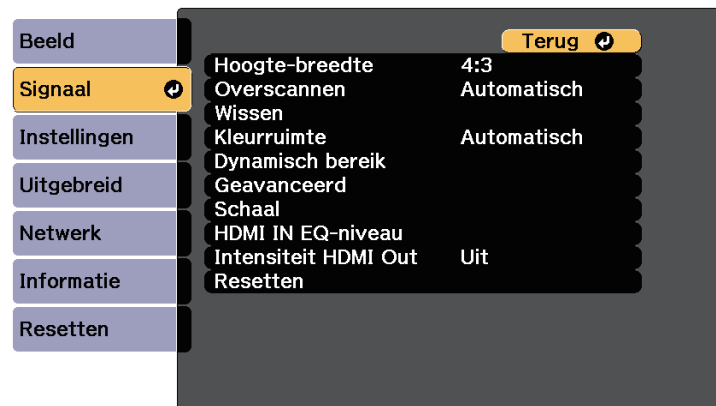 Beeld
Signaal
Instellingen
Uitgebreid
Netwerk
Informatie
Resetten
Terug
Hoogte-breedte 4:3
Overscannen Automatisch
Wissen
Kleurruimte Automatisch
Dynamisch bereik
Geavanceerd
Schaal
HDMI IN EQ-niveau
Intensiteit HDMI Out Uit
Resetten